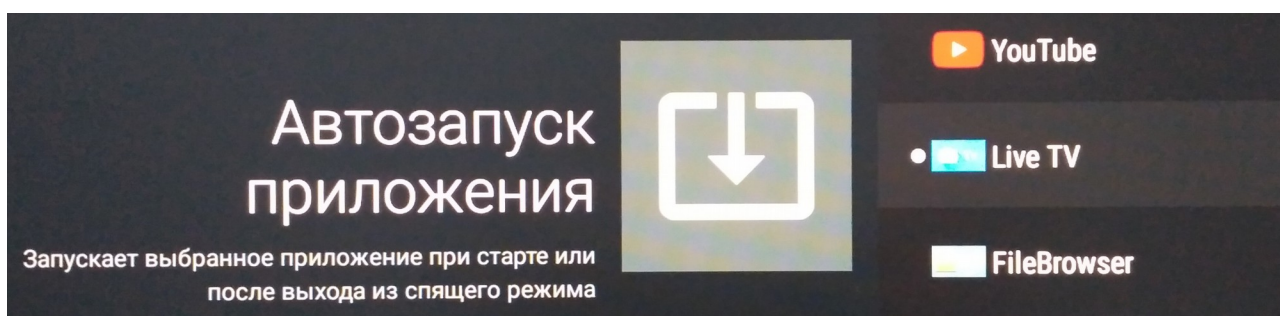 Автозапуск
приложения
Запускает выбранное приложение при старте или
после выхода из спящего режима
YouTube
Live TV
FileBrowser